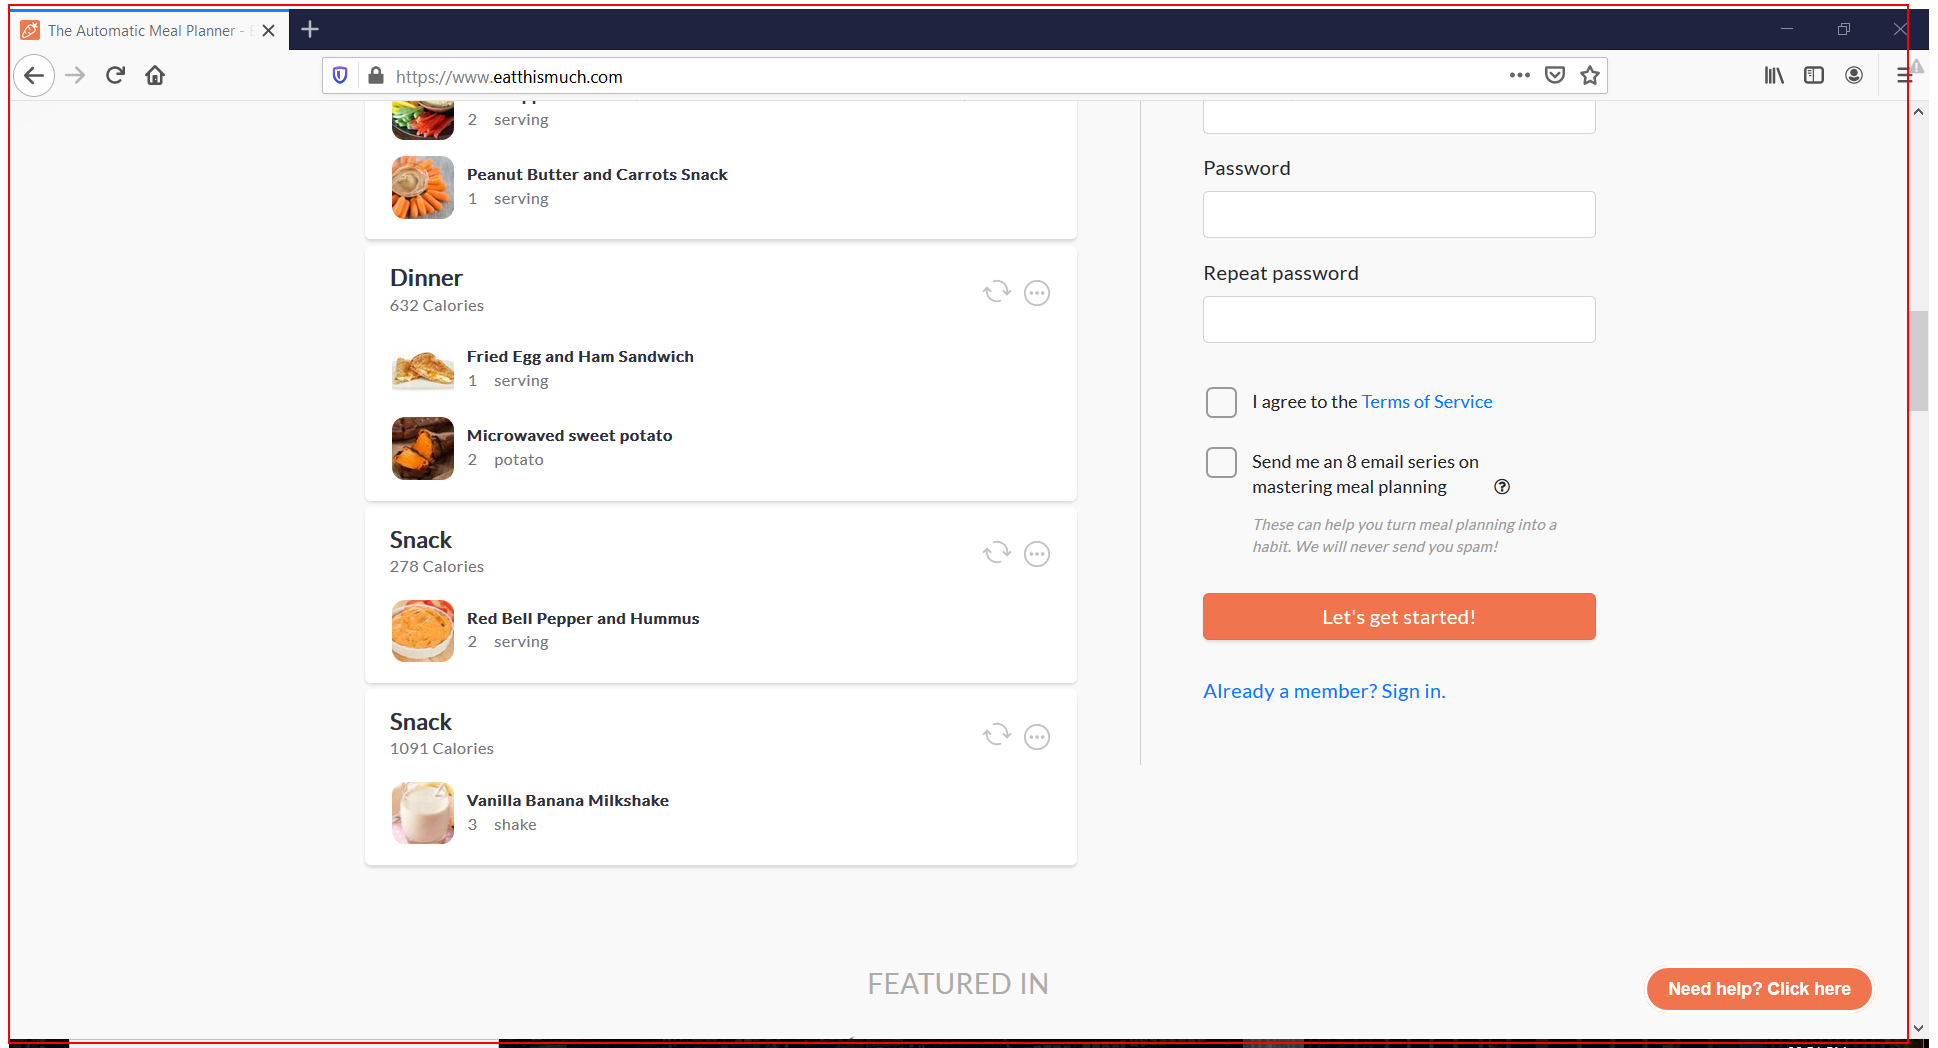 The Automatic Meal Planner -
https://www.eatthismuch.com
2 serving
Peanut Butter and Carrots Snack
1 serving
Dinner
632 Calories
Fried Egg and Ham Sandwich
1 serving
Microwaved sweet potato
2 potato
Snack
278 Calories
Red Bell Pepper and Hummus
2 serving
Snack
1091 Calories
Vanilla Banana Milkshake
3 shake
Password
Repeat password
I agree to the Terms of Service
Send me an 8 email series on
mastering meal planning
These can help you turn meal planning into a
habit. We will never send you spam!
Let's get started!
Already a member? Sign in.
FEATURED IN
Need help? Click here